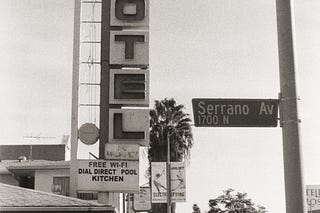 OTEL
Serrano Av
1700 N
FREE WI-FI
DIAL DIRECT POOL
KITCHEN